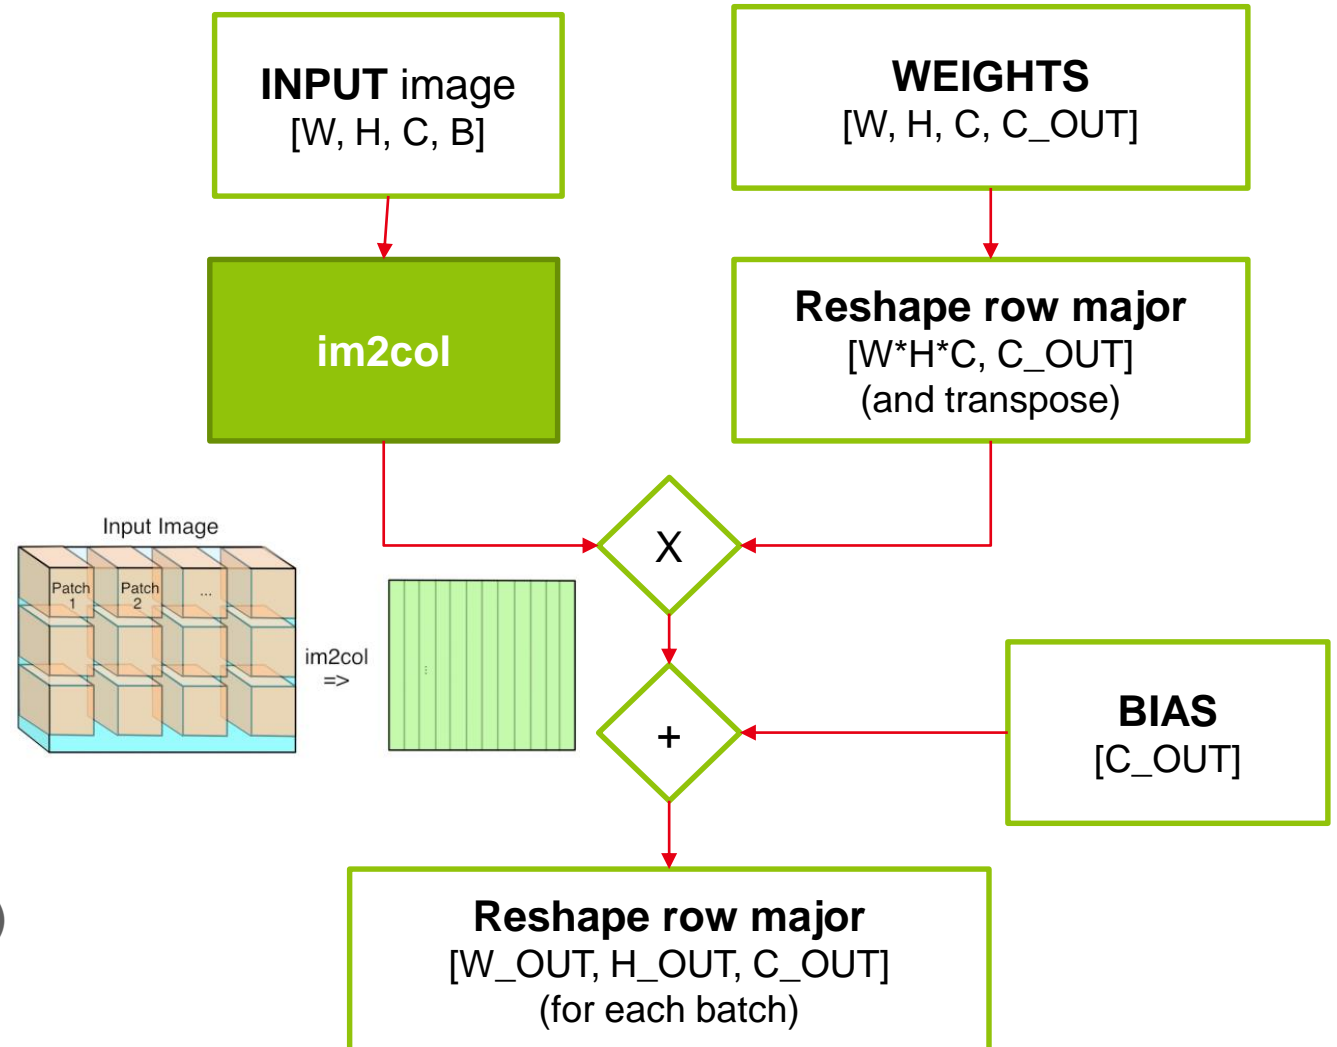 INPUT image
[W, H, C, B]
WEIGHTS
[W, H, C, C_OUT]
im2col
Reshape row major
[W*H*C, C_OUT]
(and transpose)
X
Input Image
Patch
1
Patch
2
...
im2col
=>
...
+
BIAS
[C_OUT]
Reshape row major
[W_OUT, H_OUT, C_OUT]
(for each batch)